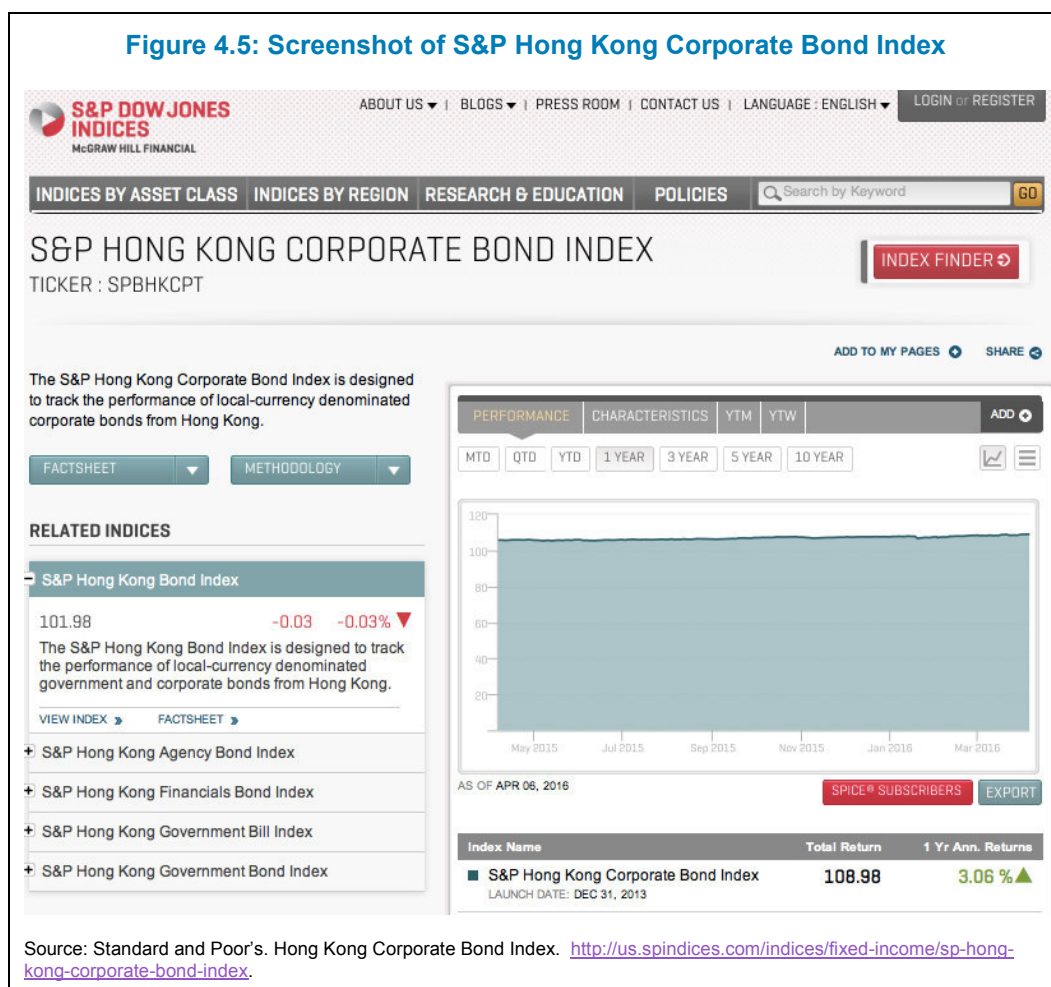 Figure 4.5: Screenshot of S&P Hong Kong Corporate Bond Index
S&P DOW JONES
INDICES
McGRAW HILL FINANCIAL
ABOUT US | BLOGS | PRESS ROOM | CONTACT US | LANGUAGE : ENGLISH
LOGIN or REGISTER
INDICES BY ASSET CLASS INDICES BY REGION RESEARCH & EDUCATION POLICIES Search by Keyword GO
S&P HONG KONG CORPORATE BOND INDEX
TICKER : SPBHKCPT
INDEX FINDER
ADD TO MY PAGES SHARE
The S&P Hong Kong Corporate Bond Index is designed
to track the performance of local-currency denominated
corporate bonds from Hong Kong.
FACTSHEET METHODOLOGY
RELATED INDICES
S&P Hong Kong Bond Index
101.98 -0.03 -0.03%
The S&P Hong Kong Bond Index is designed to track
the performance of local-currency denominated
government and corporate bonds from Hong Kong.
VIEW INDEX FACTSHEET
S&P Hong Kong Agency Bond Index
S&P Hong Kong Financials Bond Index
S&P Hong Kong Government Bill Index
S&P Hong Kong Government Bond Index
PERFORMANCE CHARACTERISTICS YTM YTW ADD
MTD QTD YTD 1 YEAR 3 YEAR 5 YEAR 10 YEAR
120
100
80
60
40
20
May 2015 Jul 2015 Sep 2015 Nov 2015 Jan 2016 Mar 2016
AS OF APR 06, 2016
SPICE® SUBSCRIBERS EXPORT
Index Name Total Return 1 Yr Ann. Returns
S&P Hong Kong Corporate Bond Index 108.98 3.06 %
LAUNCH DATE: DEC 31, 2013
Source: Standard and Poor's. Hong Kong Corporate Bond Index. http://us.spindices.com/indices/fixed-income/sp-hong-
kong-corporate-bond-index.